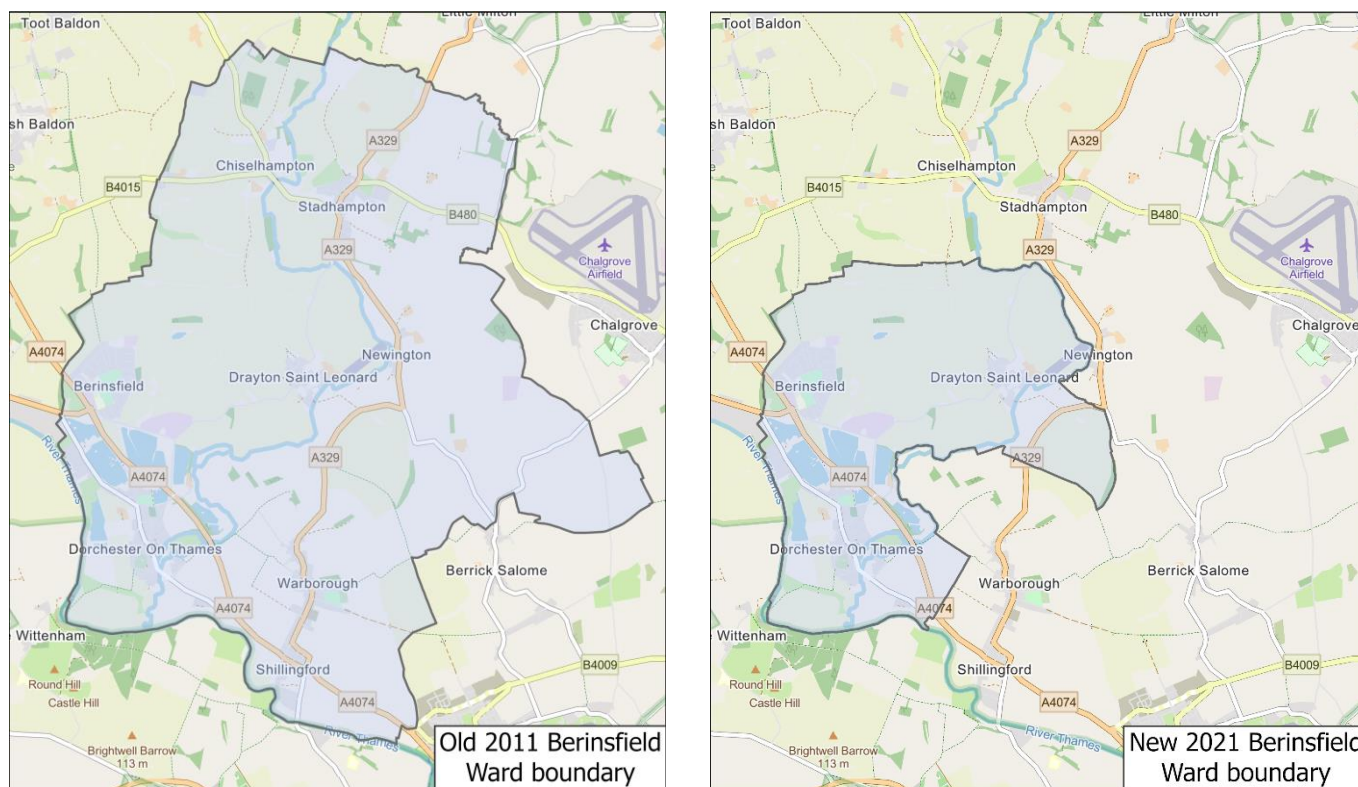 Toot Baldon
Little Milton
sh Baldon
A329
Chiselhampton
B4015
Stadhampton
B480
A329
Chalgrove
Airfield
Chalgrove
A4074
Newington
Berinsfield
Drayton Saint Leonard
River Thames
A329
A4074
Dorchester On Thames
Berrick Salome
Warborough
A4074
e Wittenham
B4009
Shillingford
Round Hill
Castle Hill
A4074
River Thames
Brightwell Barrow
113 m
Old 2011 Berinsfield
Ward boundary
Toot Baldon
Little Milton
sh Baldon
A329
Chiselhampton
B4015
Stadhampton
B480
A329
Chalgrove
Airfield
Chalgrove
A4074
Newington
Berinsfield
Drayton Saint Leonard
River Thames
A329
A4074
Dorchester On Thames
Berrick Salome
Warborough
A4074
e Wittenham
B4009
Shillingford
Round Hill
Castle Hill
A4074
River Thames
Brightwell Barrow
113 m
New 2021 Berinsfield
Ward boundary